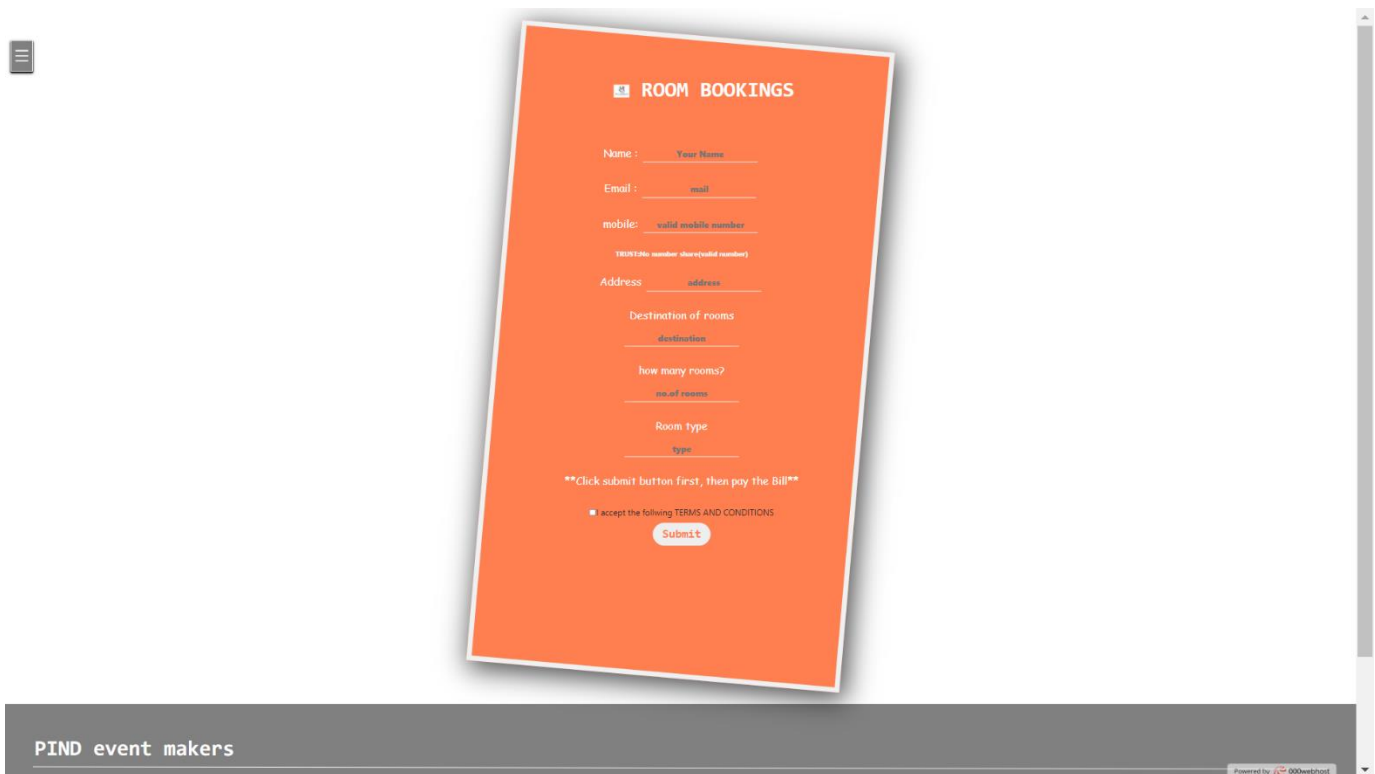 ROOM BOOKINGS
Name : Your Name
Email : mail
mobile: valid mobile number
TRUST:No number share(valid number)
Address address
Destination of rooms
destination
how many rooms?
no.of rooms
Room type
type
**Click submit button first, then pay the Bill**
I accept the follwing TERMS AND CONDITIONS
Submit
PIND event makers
Powered by 000webhost